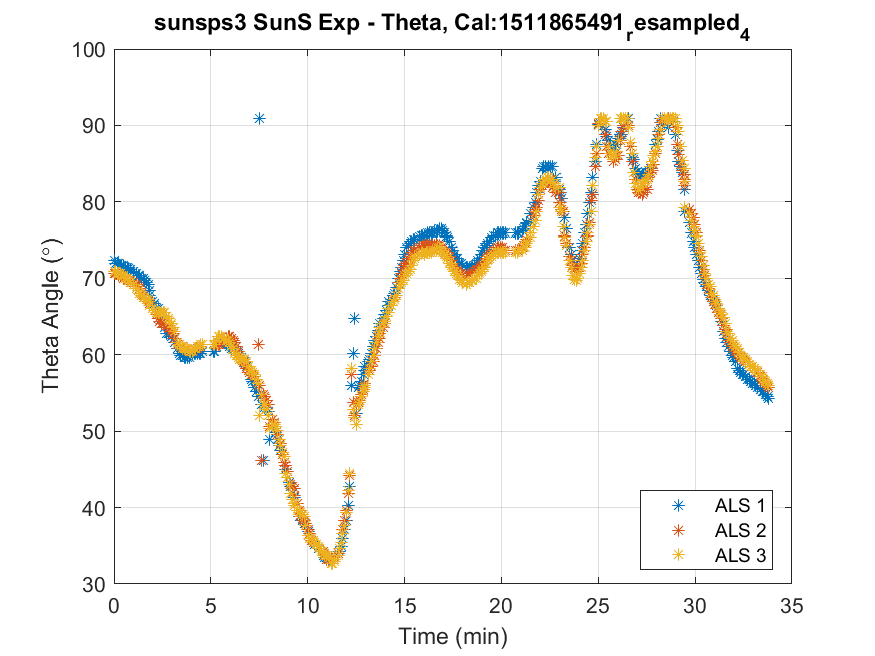 sunsps3 SunS Exp - Theta, Cal:1511865491resampled4
100
90
80
70
60
50
40
30
Theta Angle (°)
0 5 10 15 20 25 30 35
Time (min)
ALS 1
ALS 2
ALS 3